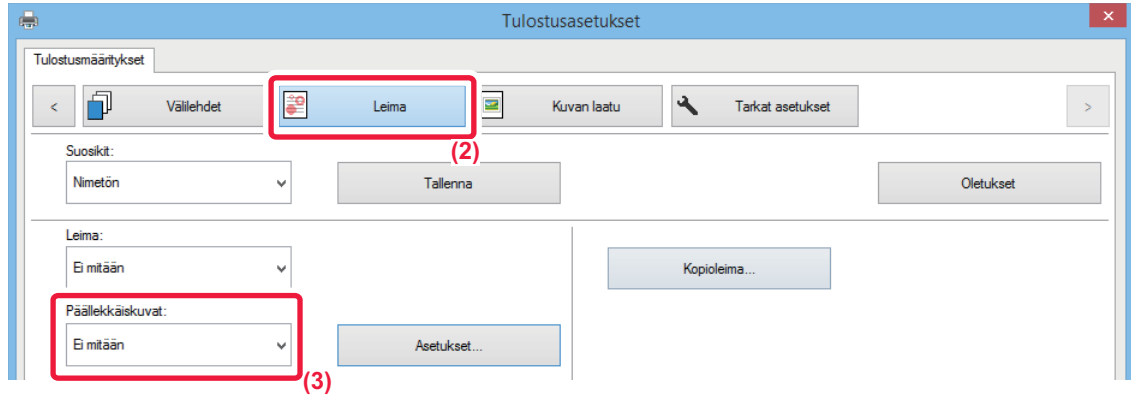 Tulostusasetukset
Tulostusmääritykset
< Välilehdet Leima Kuvan laatu Tarkat asetukset >
(2)
Suosikit:
Nimetön Tallenna Oletukset
Leima:
Ei mitään Kopioleima...
Päällekkäiskuvat:
Ei mitään Asetukset...
(3)